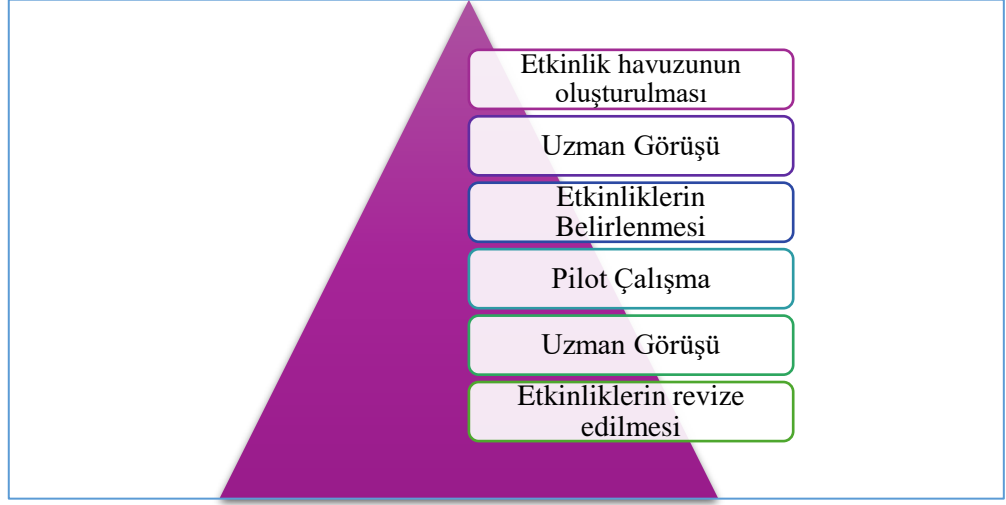 Etkinlik havuzunun
oluşturulması
Uzman Görüşü
Etkinliklerin
Belirlenmesi
Pilot Çalışma
Uzman Görüşü
Etkinliklerin revize
edilmesi